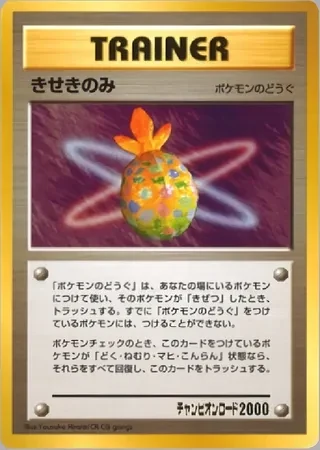 TRAINER
きせきのみ
ポケモンのどうぐ
「ポケモンのどうぐ」は、あなたの場にいるポケモン
につけて使い、そのポケモンが「きぜつ」したとき、
トラッシュする。すでに「ポケモンのどうぐ」をつけ
ているポケモンには、つけることができない。
ポケモンチェックのとき、このカードをつけている
ポケモンが「どく・ねむり・マヒ・こんらん」状態なら、
それらをすべて回復し、このカードをトラッシュする。
チャンピオンロード2000